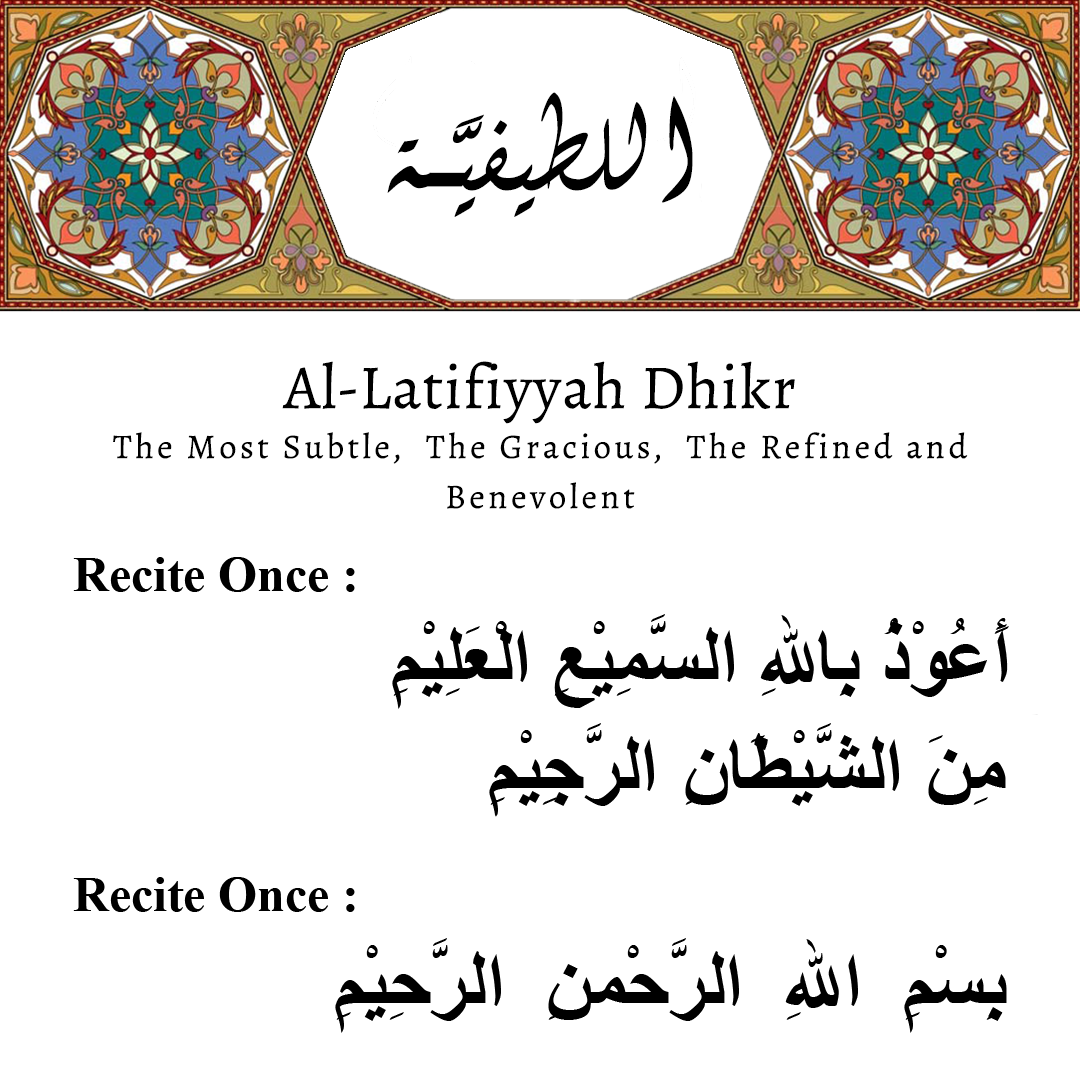 اللطيفيَّة
Al-Latifiyyah Dhikr
The Most Subtle, The Gracious, The Refined and
Benevolent
Recite Once :
أَعُوْذُ بِاللهِ السَّمِيْعِ الْعَلِيْمِ
مِنَ الشَّيْطَانِ الرَّجِيْمِ
Recite Once :
بِسْمِ اللهِ الرَّحْمنِ الرَّحِيْمِ